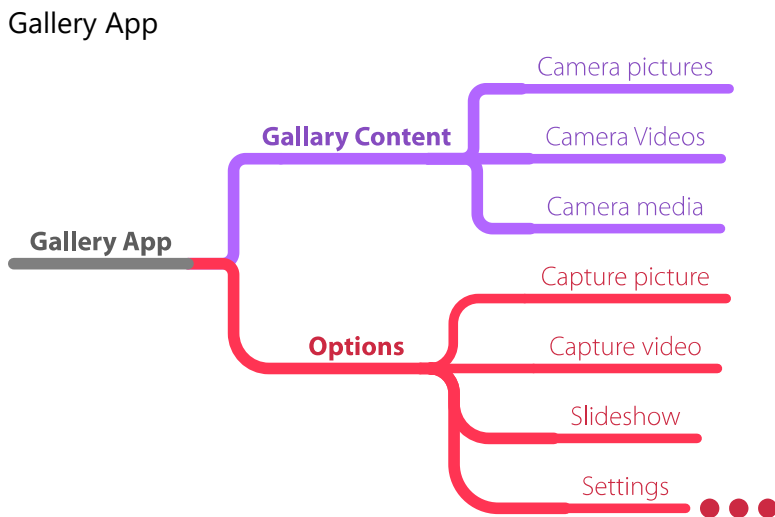 Gallery App
Camera pictures
Gallary Content
Camera Videos
Camera media
Gallery App
Capture picture
Options
Capture video
Slideshow
Settings